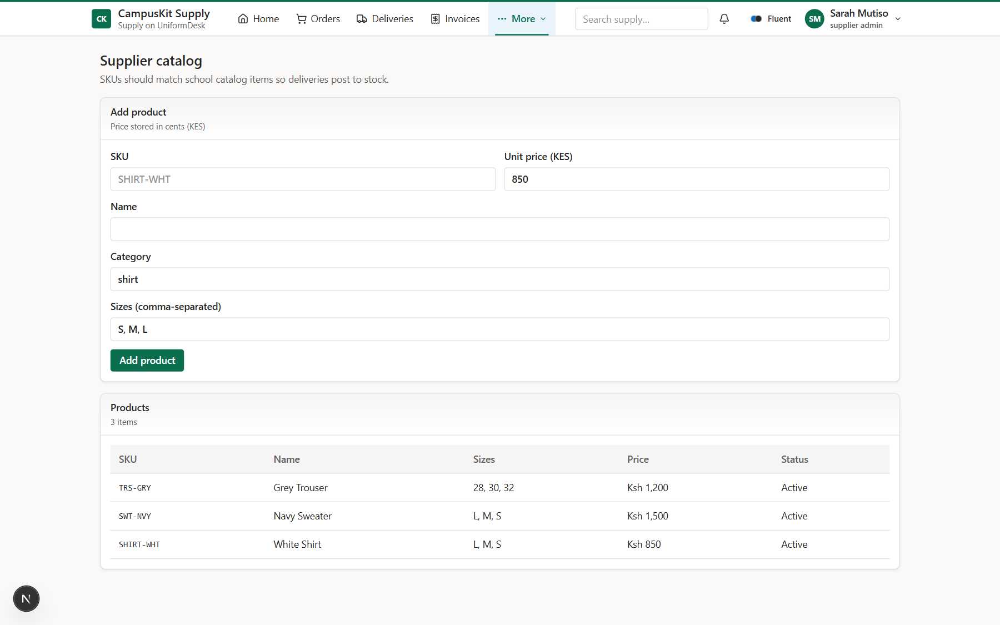 CK
CampusKit Supply
Supply on UniformDesk
Home
Orders
Deliveries
Invoices
More
Search supply...
Fluent
SM
Sarah Mutiso
supplier admin
Supplier catalog
SKUs should match school catalog items so deliveries post to stock.
Add product
Price stored in cents (KES)
SKU
Unit price (KES)
SHIRT-WHT
850
Name
Category
shirt
Sizes (comma-separated)
S, M, L
Add product
Products
3 items
SKU Name Sizes Price Status
TRS-GRY Grey Trouser 28, 30, 32 Ksh 1,200 Active
SWT-NVY Navy Sweater L, M, S Ksh 1,500 Active
SHIRT-WHT White Shirt L, M, S Ksh 850 Active
N